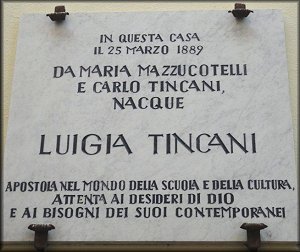 IN QUESTA CASA
IL 25 MARZO 1889
DA MARIA MAZZUCOTELLI
E CARLO TINCANI,
NACQUE
LUIGIA TINCANI
APOSTOLA NEL MONDO DELLA SCUOLA E DELLA CULTURA,
ATTENTA AI DESIDERI DI DIO
E AI BISOGNI DEI SUOI CONTEMPORANEI